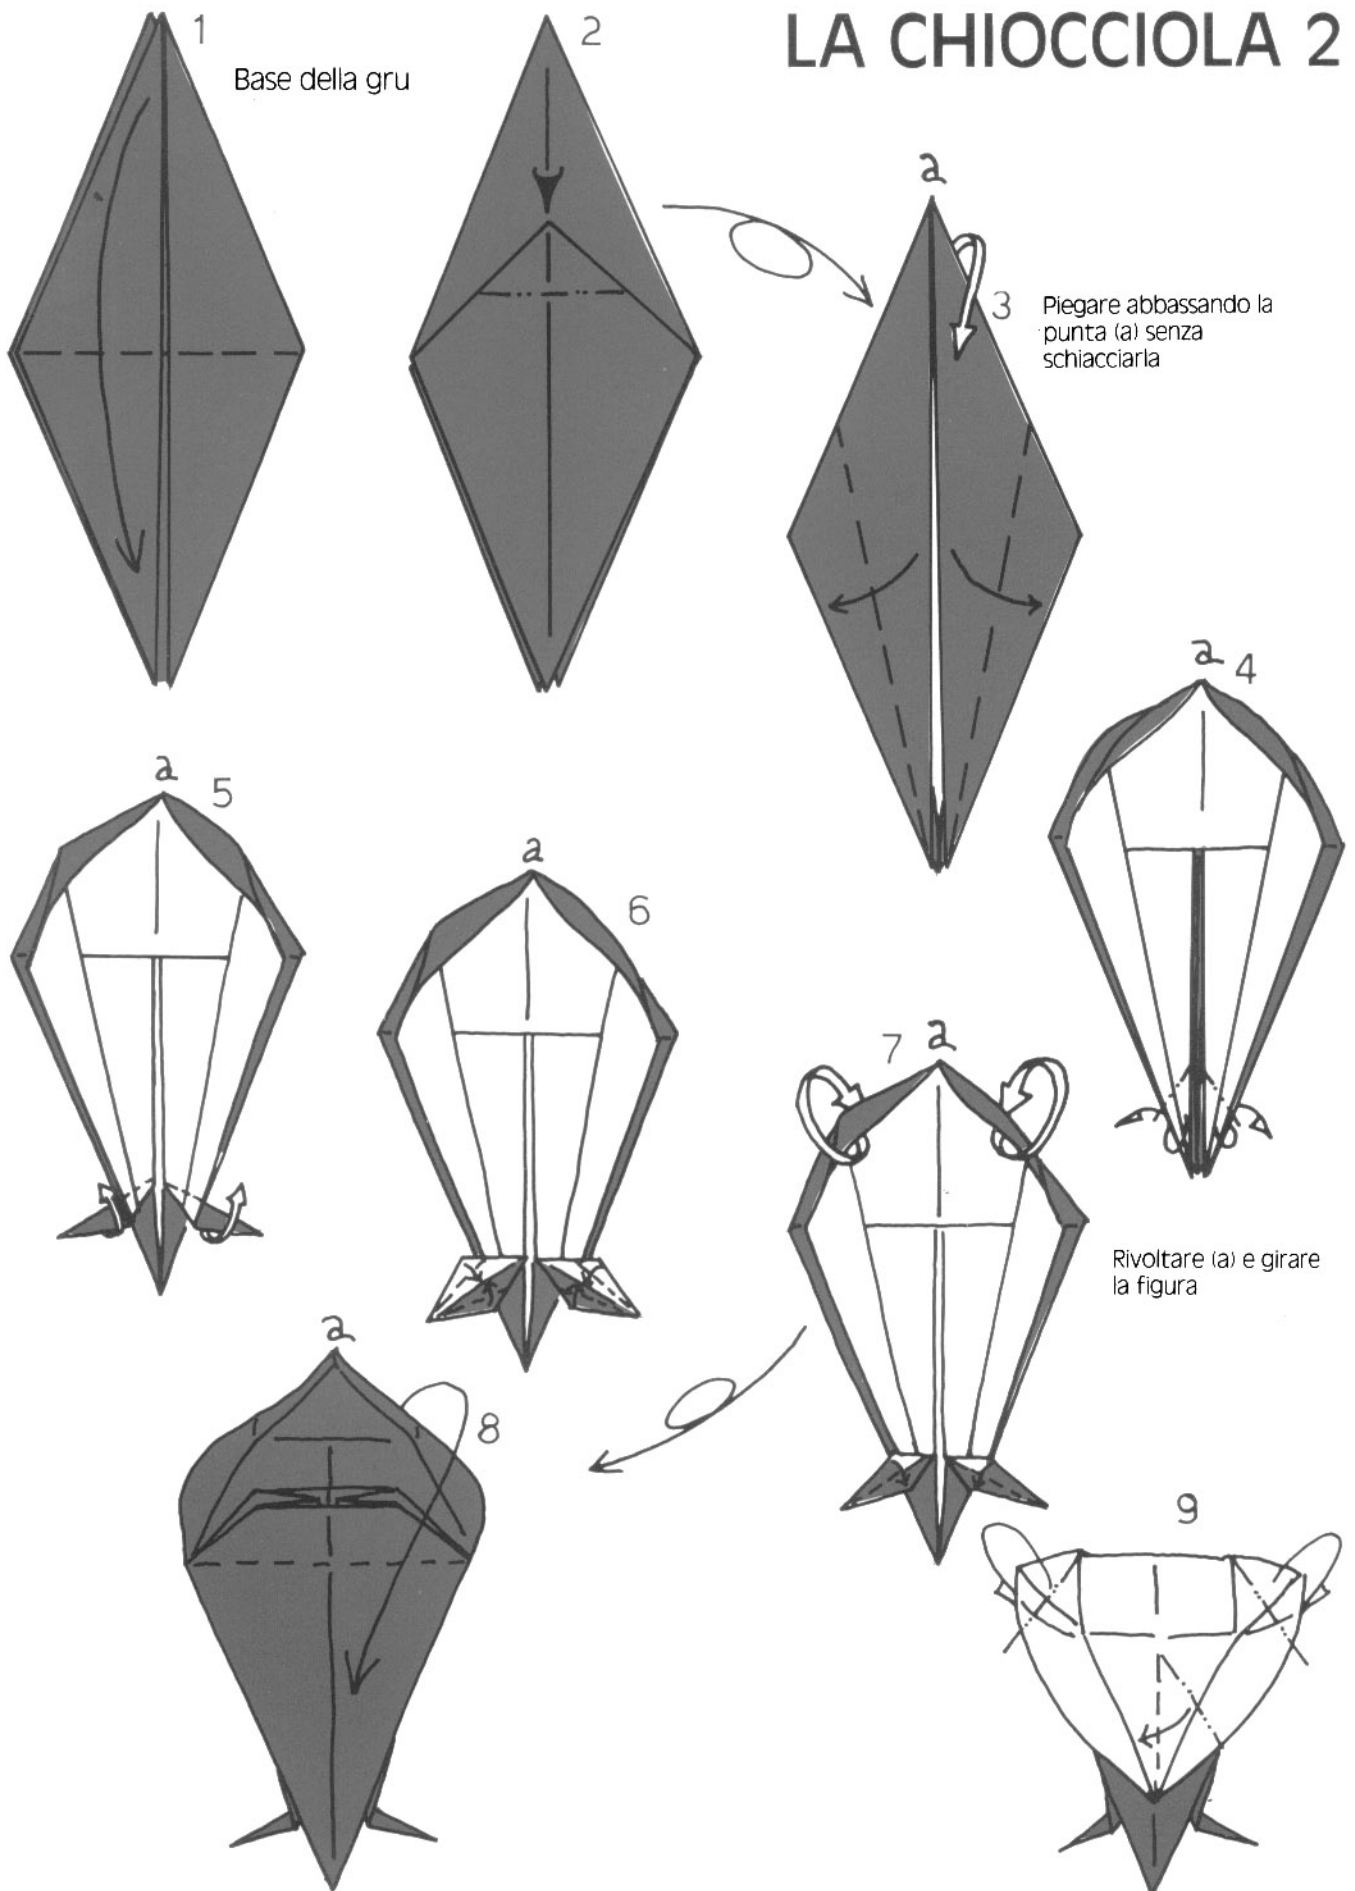 LA CHIOCCIOLA 2
1
Base della gru
2
a
3
Piegare abbassando la
punta (a) senza
schiacciarla
a
4
a
5
a
6
7
a
Rivoltare (a) e girare
la figura
a
8
9